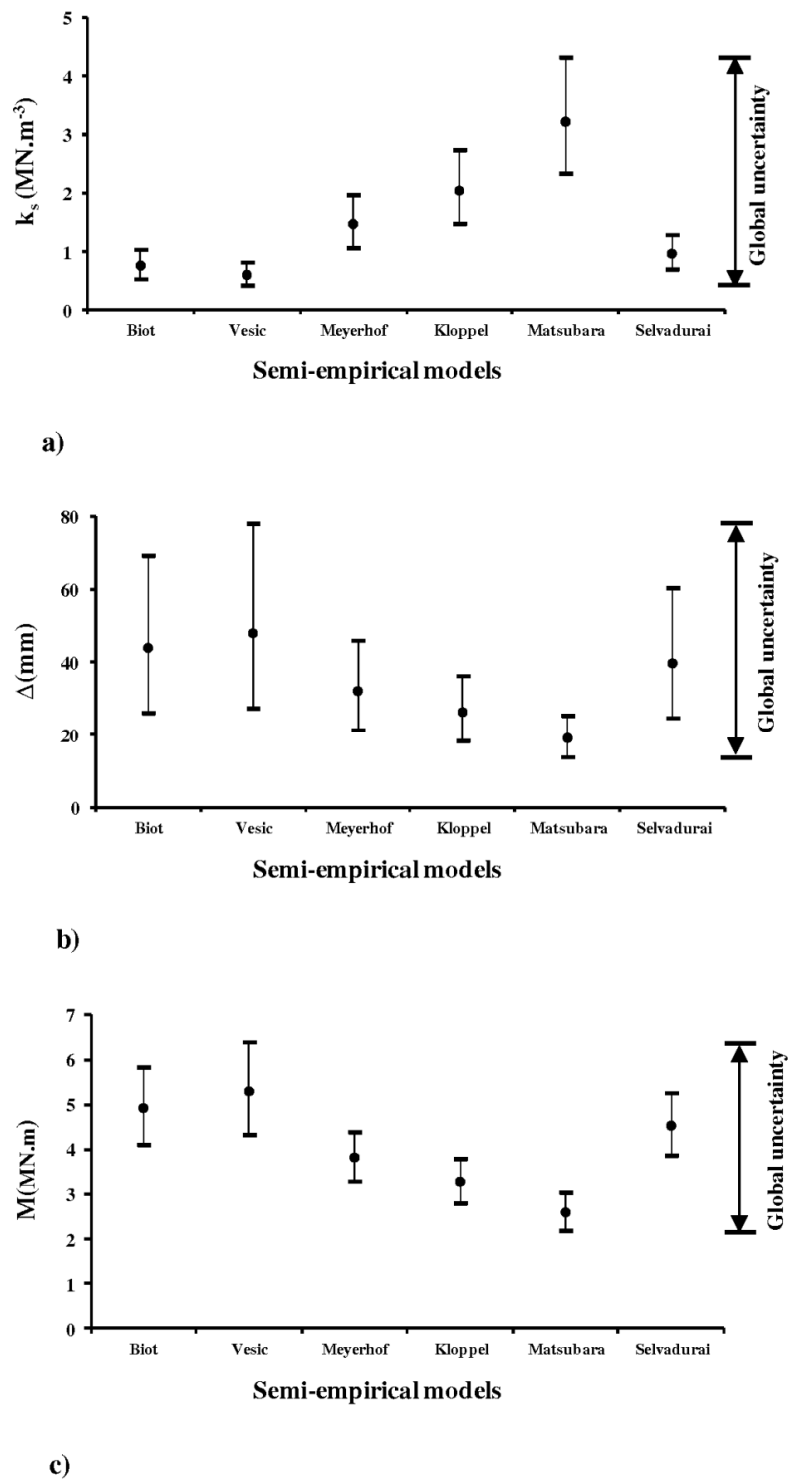 5
4
3
2
1
0
kₛ (MN.m⁻³)
Global uncertainty
Biot Vesic Meyerhof Kloppel Matsubara Selvadurai
Semi-empirical models
a)
80
60
40
20
0
Δ(mm)
Global uncertainty
Biot Vesic Meyerhof Kloppel Matsubara Selvadurai
Semi-empirical models
b)
7
6
5
4
3
2
1
0
M(MN.m)
Global uncertainty
Biot Vesic Meyerhof Kloppel Matsubara Selvadurai
Semi-empirical models
c)